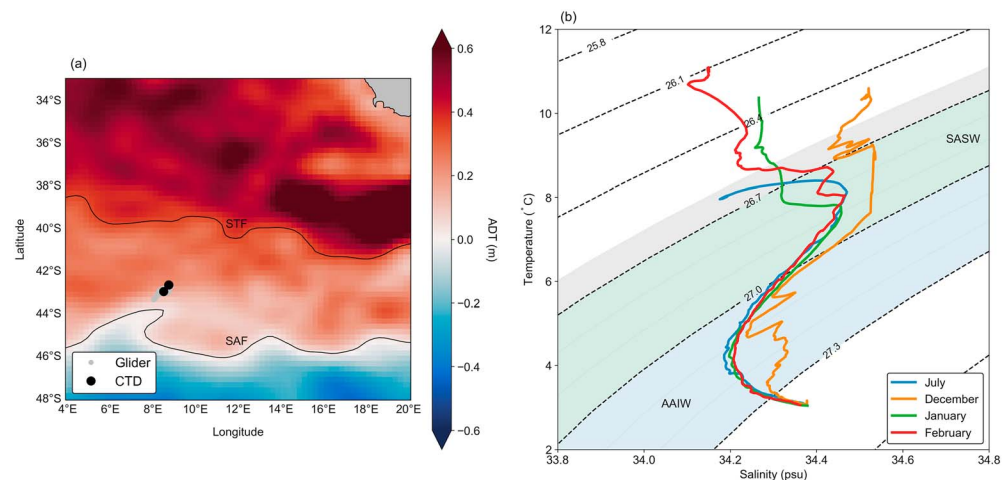 (a)
0.6
0.4
0.2
0.0
−0.2
−0.4
−0.6
ADT (m)
34°S
36°S
38°S
40°S
42°S
44°S
46°S
48°S
Latitude
STF
SAF
Glider
CTD
4°E 6°E 8°E 10°E 12°E 14°E 16°E 18°E 20°E
Longitude
(b)
12
10
8
6
4
2
Temperature (°C)
25.8
26.1
26.4
26.7
27.0
27.3
SASW
AAIW
July
December
January
February
33.8 34.0 34.2 34.4 34.6 34.8
Salinity (psu)